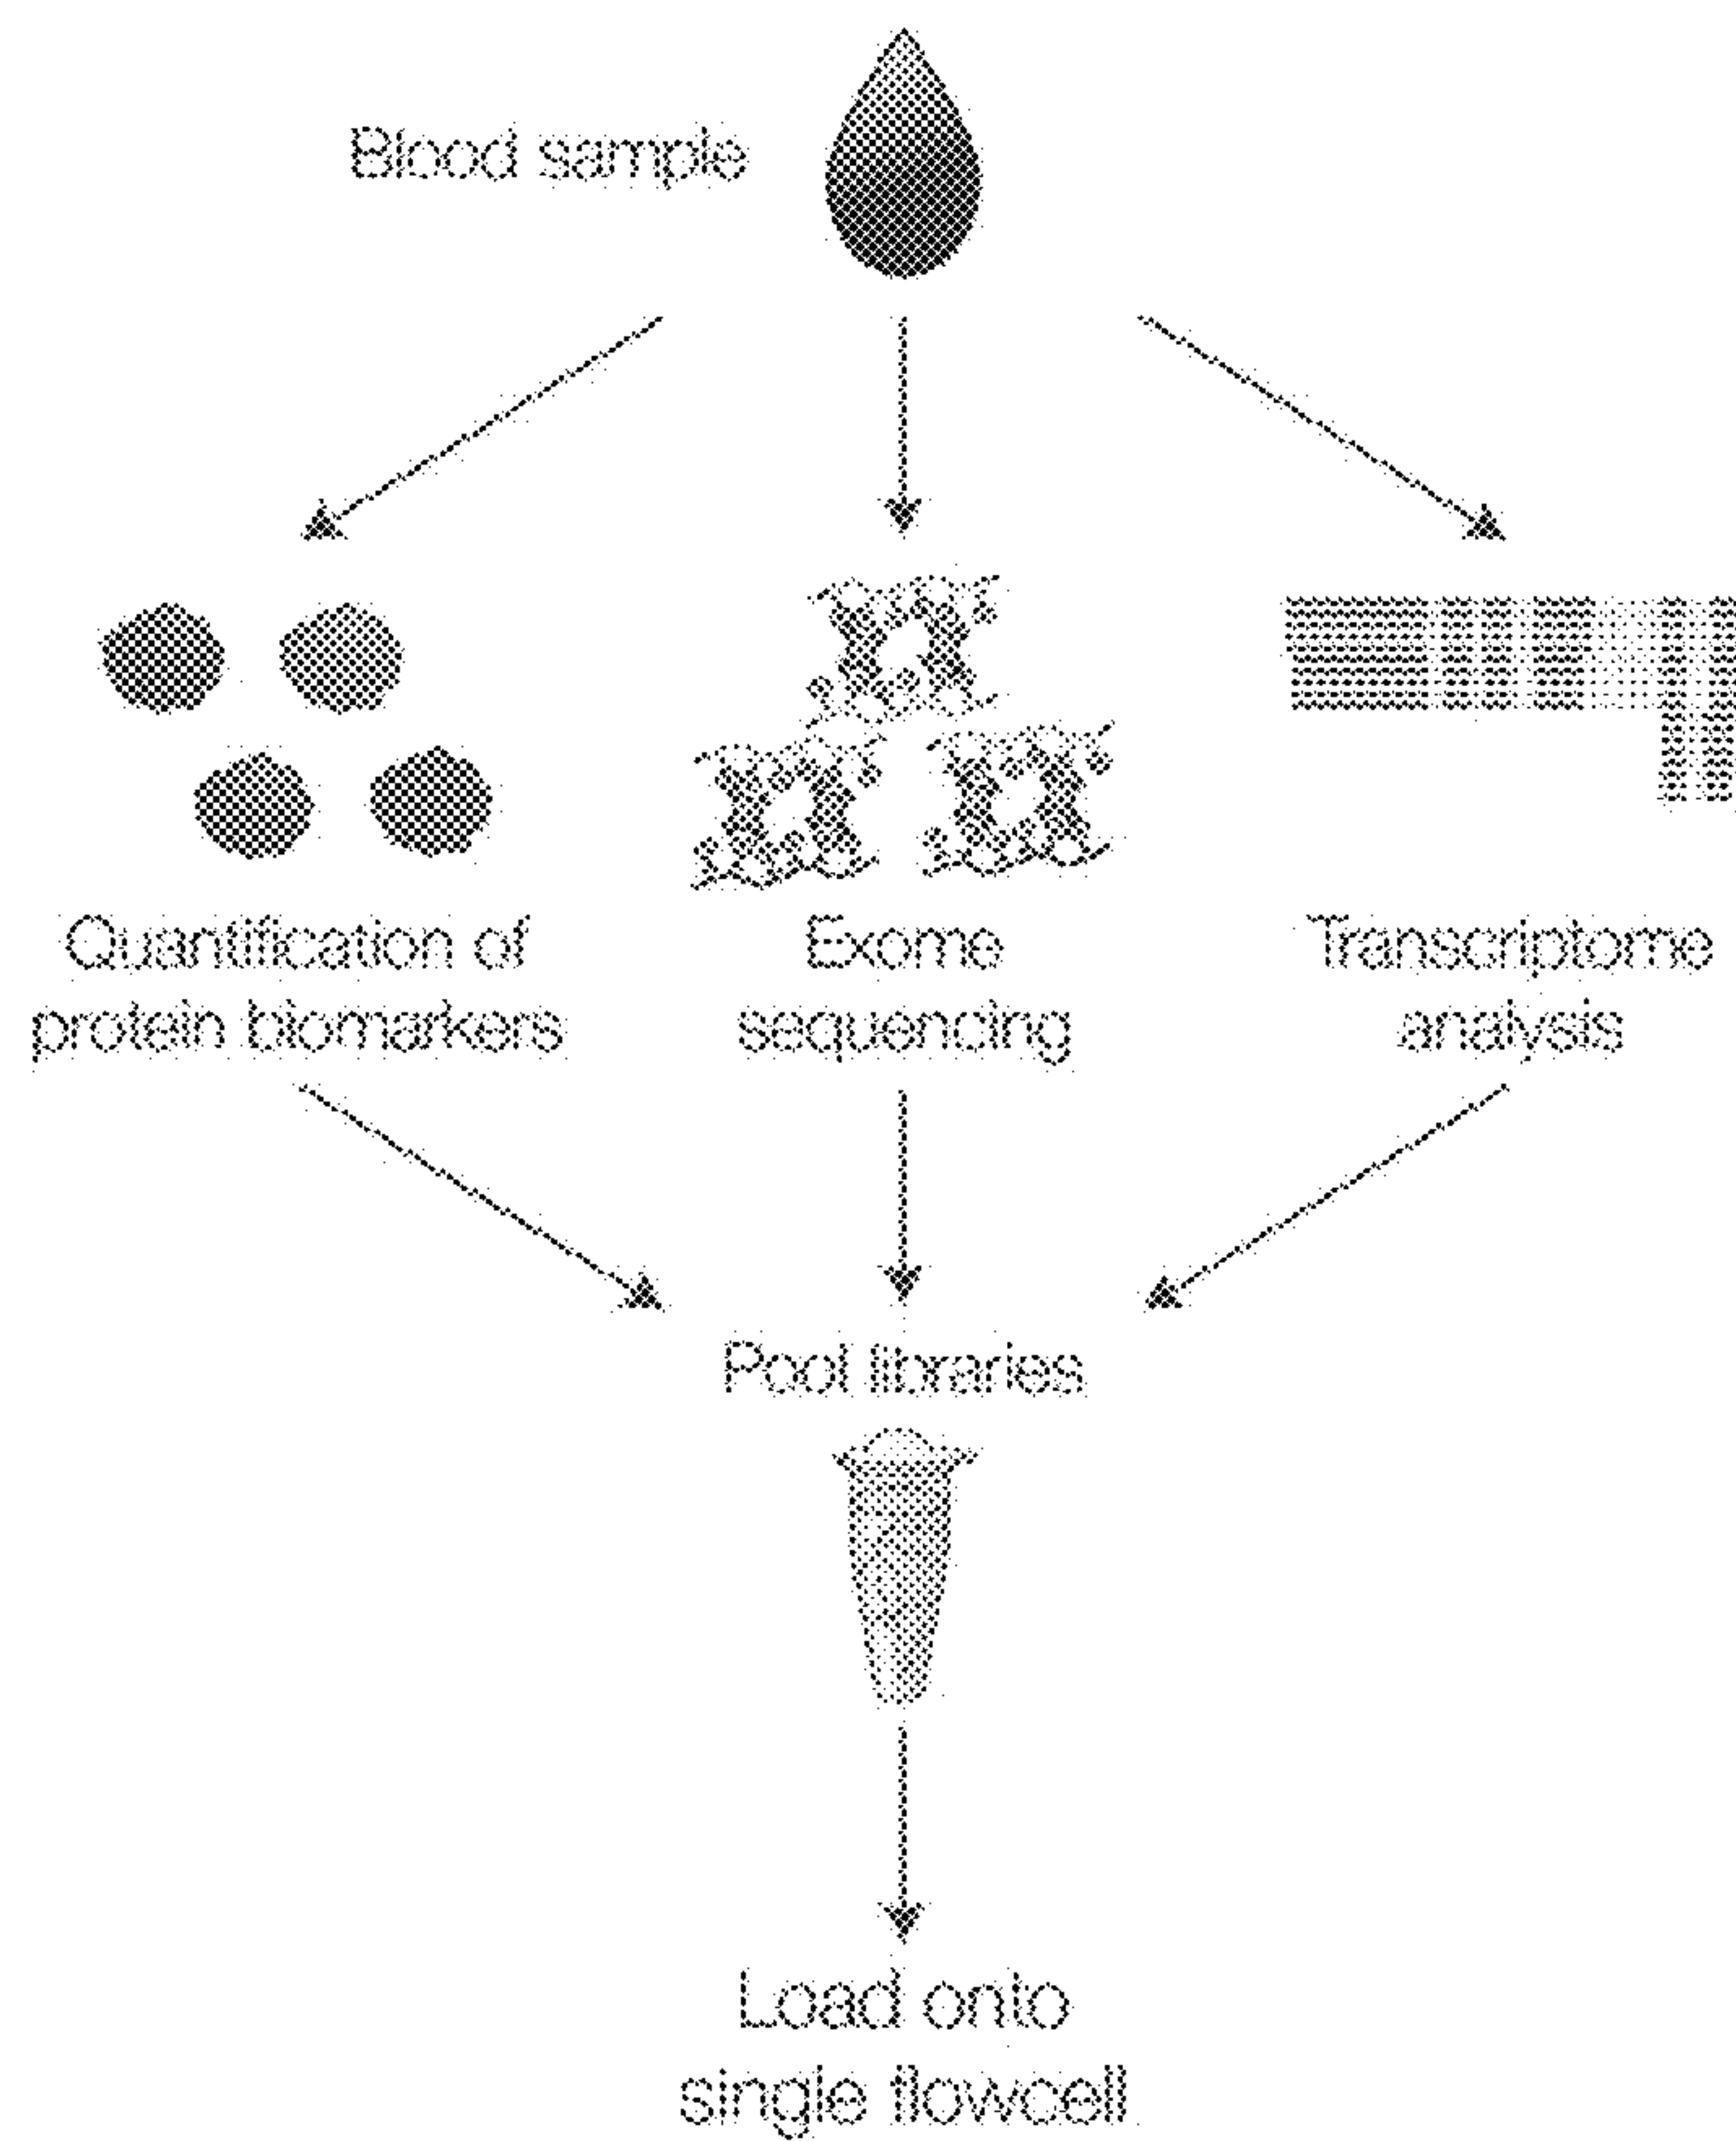 Blood sample
Quantification of
protein biomarkers
Exome
sequencing
Transcriptome
analysis
Pool libraries
Load onto
single flowcell